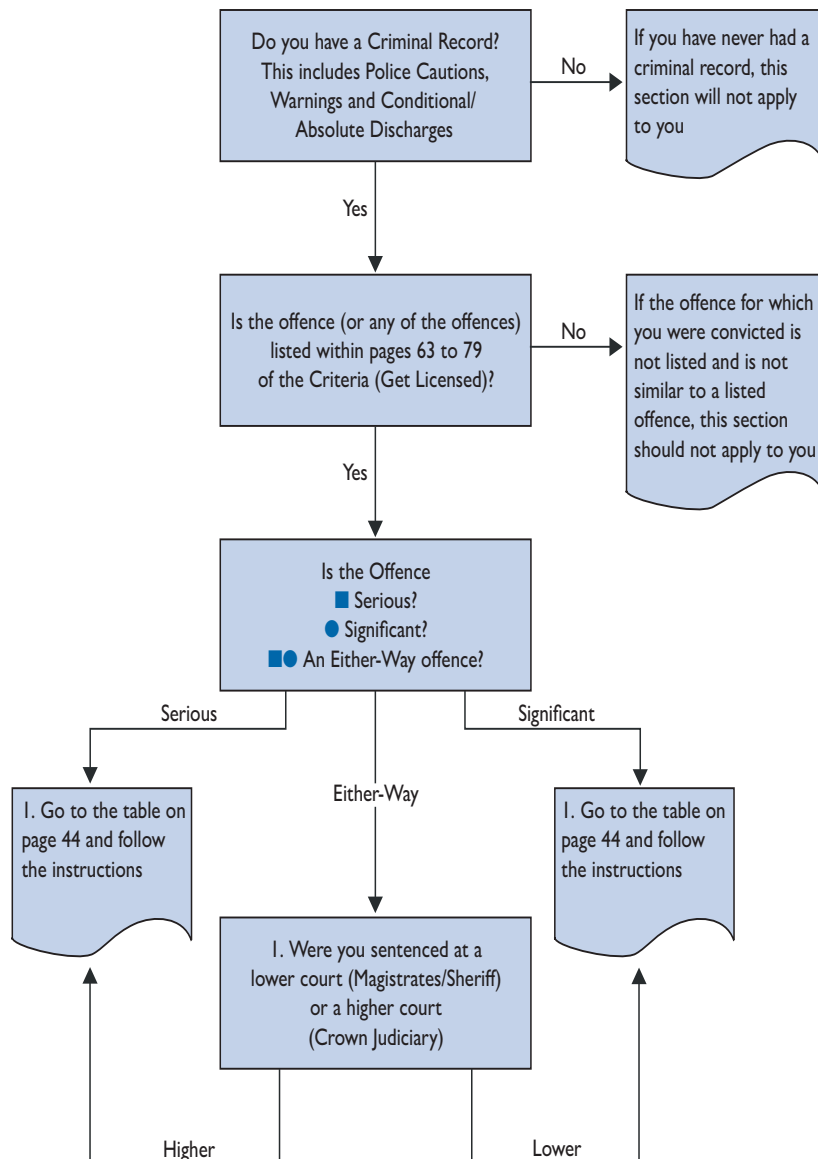 Do you have a Criminal Record?
This includes Police Cautions,
Warnings and Conditional/
Absolute Discharges
No
If you have never had a
criminal record, this
section will not apply
to you
Yes
Is the offence (or any of the offences)
listed within pages 63 to 79
of the Criteria (Get Licensed)?
No
If the offence for which
you were convicted is
not listed and is not
similar to a listed
offence, this section
should not apply to you
Yes
Is the Offence
■ Serious?
● Significant?
■● An Either-Way offence?
Serious
Significant
Either-Way
1. Go to the table on
page 44 and follow
the instructions
1. Go to the table on
page 44 and follow
the instructions
1. Were you sentenced at a
lower court (Magistrates/Sheriff)
or a higher court
(Crown Judiciary)
Higher
Lower